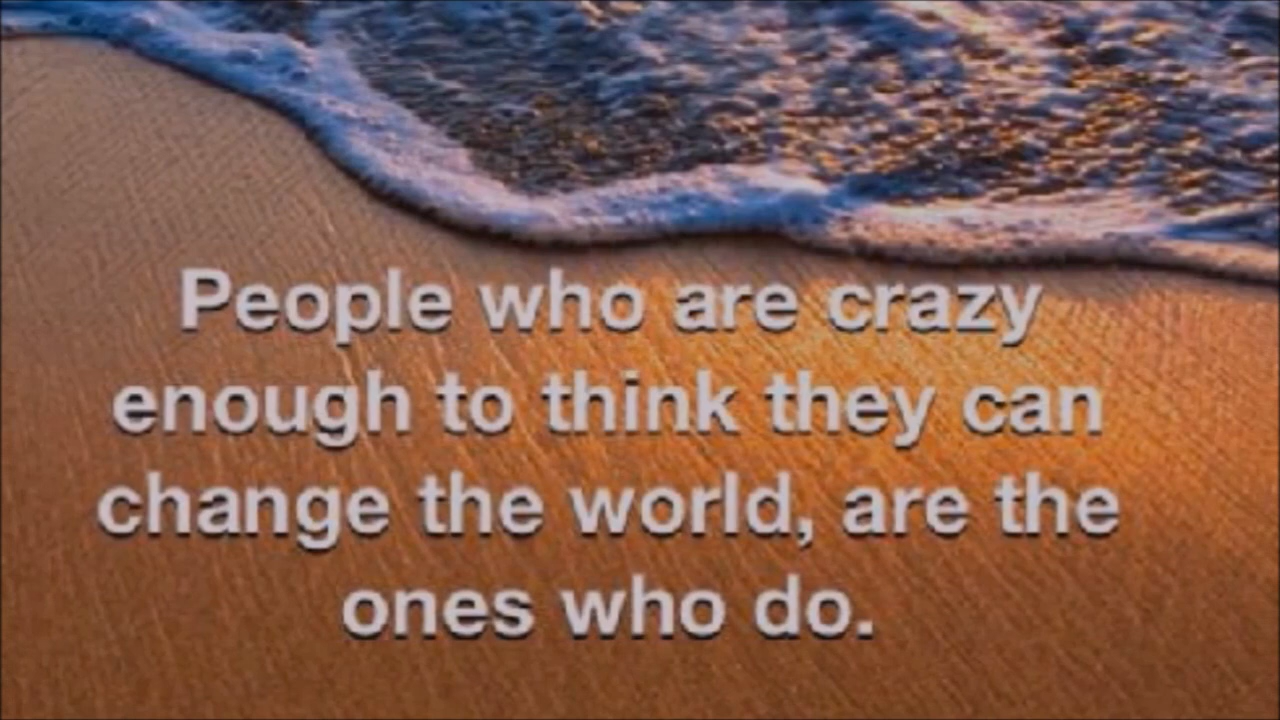 People who are crazy
enough to think they can
change the world, are the
ones who do.